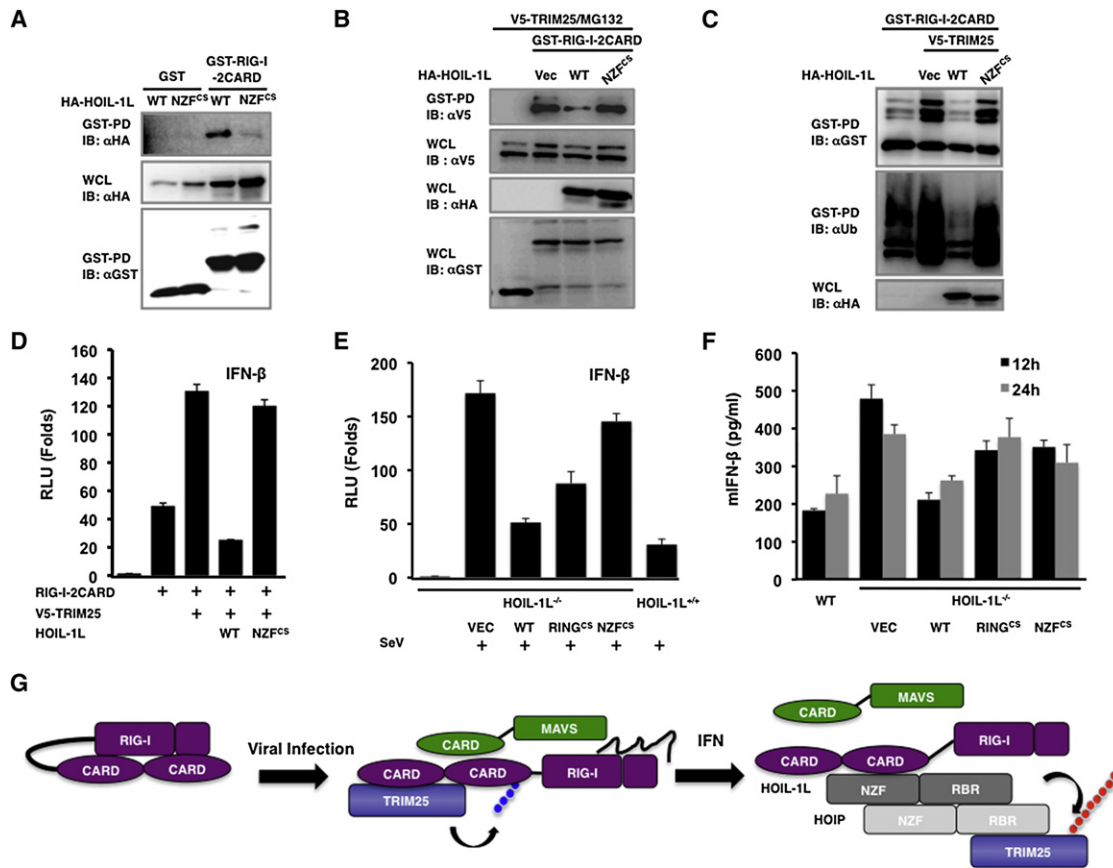 A
GST
GST-RIG-I
-2CARD
HA-HOIL-1L WT NZFCS WT NZFCS
GST-PD
IB: αHA
WCL
IB: αHA
GST-PD
IB: αGST
B
V5-TRIM25/MG132
GST-RIG-I-2CARD
HA-HOIL-1L Vec WT NZFCS
GST-PD
IB: αV5
WCL
IB : αV5
WCL
IB : αHA
WCL
IB: αGST
C
GST-RIG-I-2CARD
V5-TRIM25
HA-HOIL-1L Vec WT NZFCS
GST-PD
IB: αGST
GST-PD
IB: αUb
WCL
IB: αHA
D
IFN-β
RLU (Folds)
160
140
120
100
80
60
40
20
0
RIG-I-2CARD + + + +
V5-TRIM25 + + +
HOIL-1L WT NZFCS
E
IFN-β
RLU (Folds)
200
150
100
50
0
HOIL-1L-/- HOIL-1L+/+
VEC WT RINGCS NZFCS
SeV + + + + +
F
12h
24h
mIFN-β (pg/ml)
600
500
400
300
200
100
0
WT HOIL-1L-/-
VEC WT RINGCS NZFCS
G
RIG-I
CARD CARD
Viral Infection
CARD MAVS
CARD CARD RIG-I
TRIM25
IFN
CARD MAVS
CARD CARD RIG-I
HOIL-1L NZF RBR
HOIP NZF RBR
TRIM25